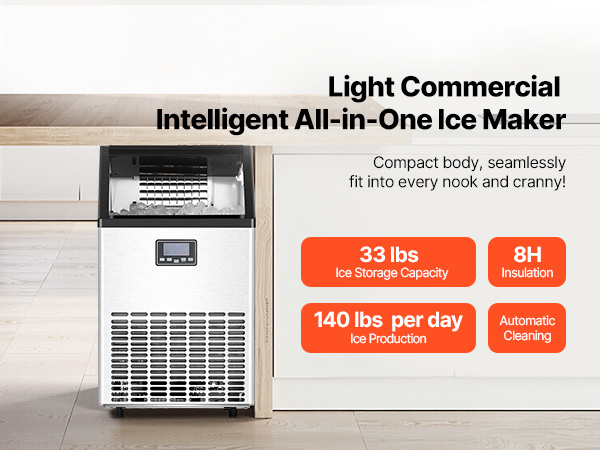 Light Commercial
Intelligent All-in-One Ice Maker
Compact body, seamlessly
fit into every nook and cranny!
33 lbs
Ice Storage Capacity
8H
Insulation
140 lbs per day
Ice Production
Automatic
Cleaning